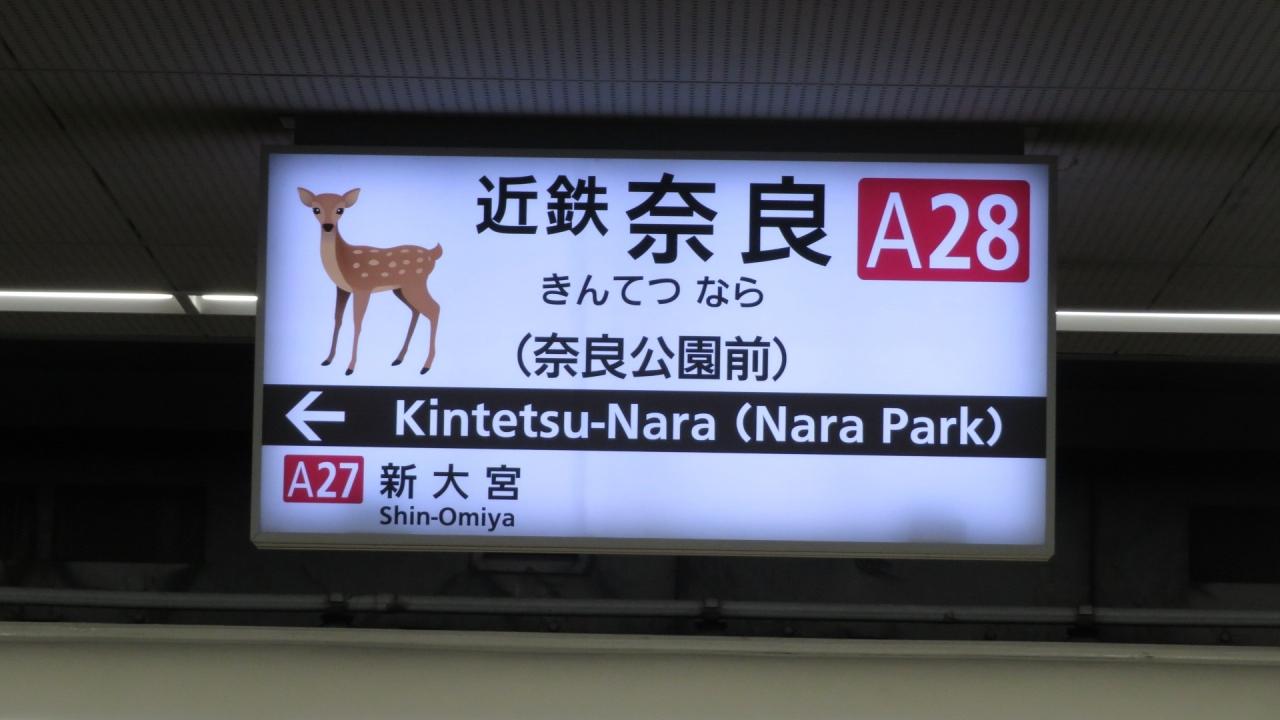 近鉄 奈良 A28
きんてつ なら
(奈良公園前)
← Kintetsu-Nara (Nara Park)
A27 新大宮
Shin-Omiya